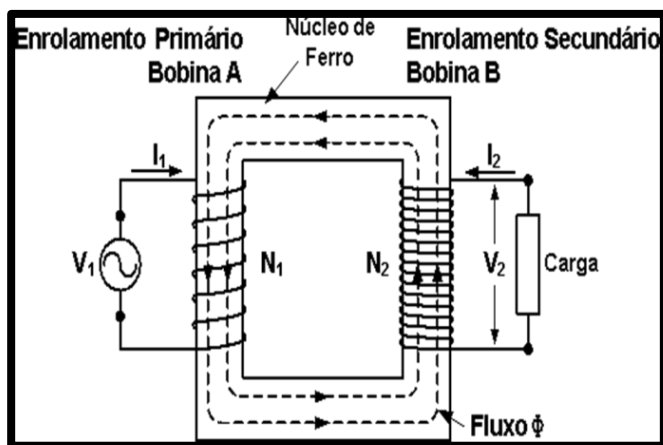 Enrolamento Primário
Bobina A
Núcleo de
Ferro
Enrolamento Secundário
Bobina B
I1
I2
V1
N1
N2
V2
Carga
Fluxo Φ